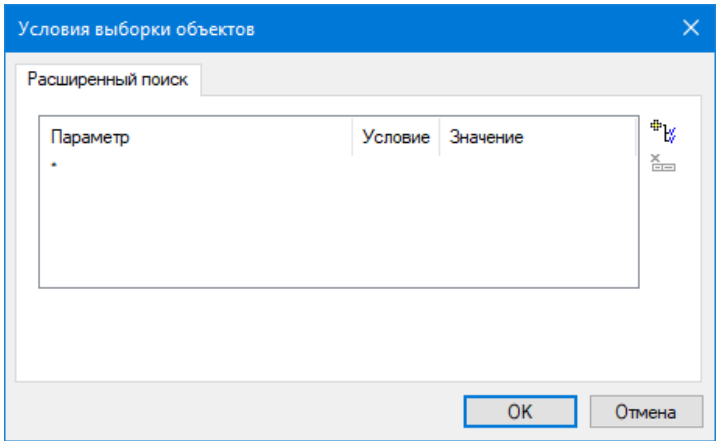 Условия выборки объектов
Расширенный поиск
Параметр Условие Значение
*
OK Отмена